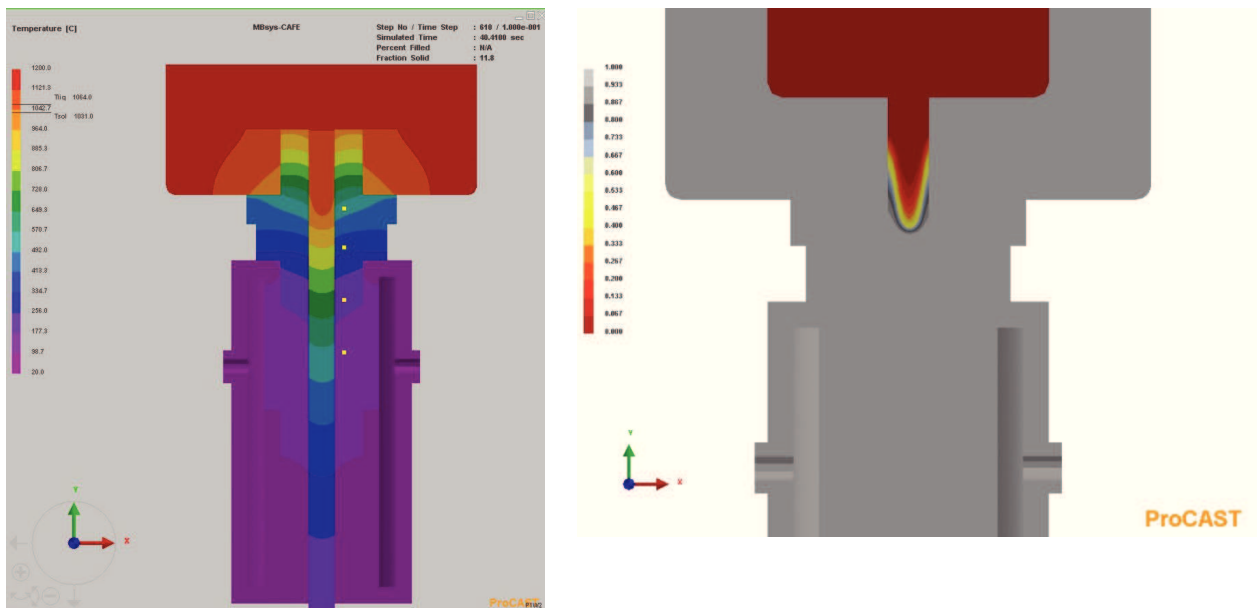 Temperature [C]
MBsys-CAFE
Step No / Time Step : 610 / 1.000e-001
Simulated Time : 40.4100 sec
Percent Filled : N/A
Fraction Solid : 11.8
1200.0
1121.3
Tliq 1084.0
1042.7
Tsol 1031.0
964.0
885.3
806.7
728.0
649.3
570.7
492.0
413.3
334.7
256.0
177.3
98.7
20.0
Y
X
ProCAST
1.000
0.933
0.867
0.800
0.733
0.667
0.600
0.533
0.467
0.400
0.333
0.267
0.200
0.133
0.067
0.000
Y
X
ProCAST